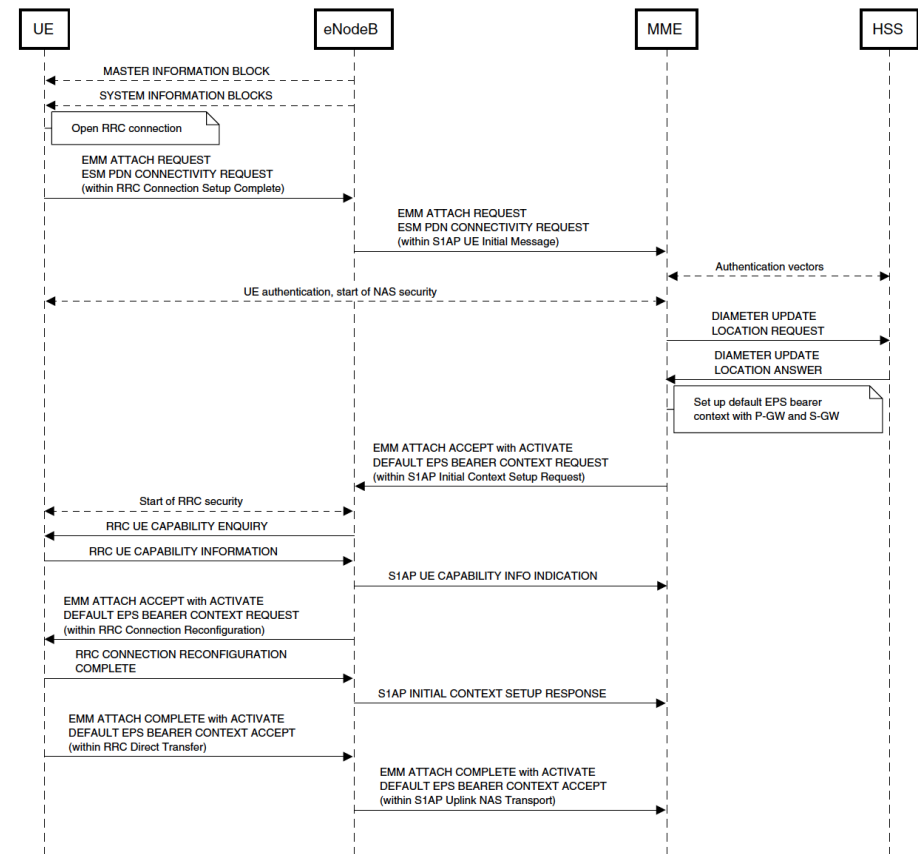 UE
eNodeB
MME
HSS
MASTER INFORMATION BLOCK
SYSTEM INFORMATION BLOCKS
Open RRC connection
EMM ATTACH REQUEST
ESM PDN CONNECTIVITY REQUEST
(within RRC Connection Setup Complete)
EMM ATTACH REQUEST
ESM PDN CONNECTIVITY REQUEST
(within S1AP UE Initial Message)
Authentication vectors
UE authentication, start of NAS security
DIAMETER UPDATE
LOCATION REQUEST
DIAMETER UPDATE
LOCATION ANSWER
Set up default EPS bearer
context with P-GW and S-GW
EMM ATTACH ACCEPT with ACTIVATE
DEFAULT EPS BEARER CONTEXT REQUEST
(within S1AP Initial Context Setup Request)
Start of RRC security
RRC UE CAPABILITY ENQUIRY
RRC UE CAPABILITY INFORMATION
S1AP UE CAPABILITY INFO INDICATION
EMM ATTACH ACCEPT with ACTIVATE
DEFAULT EPS BEARER CONTEXT REQUEST
(within RRC Connection Reconfiguration)
RRC CONNECTION RECONFIGURATION
COMPLETE
S1AP INITIAL CONTEXT SETUP RESPONSE
EMM ATTACH COMPLETE with ACTIVATE
DEFAULT EPS BEARER CONTEXT ACCEPT
(within RRC Direct Transfer)
EMM ATTACH COMPLETE with ACTIVATE
DEFAULT EPS BEARER CONTEXT ACCEPT
(within S1AP Uplink NAS Transport)